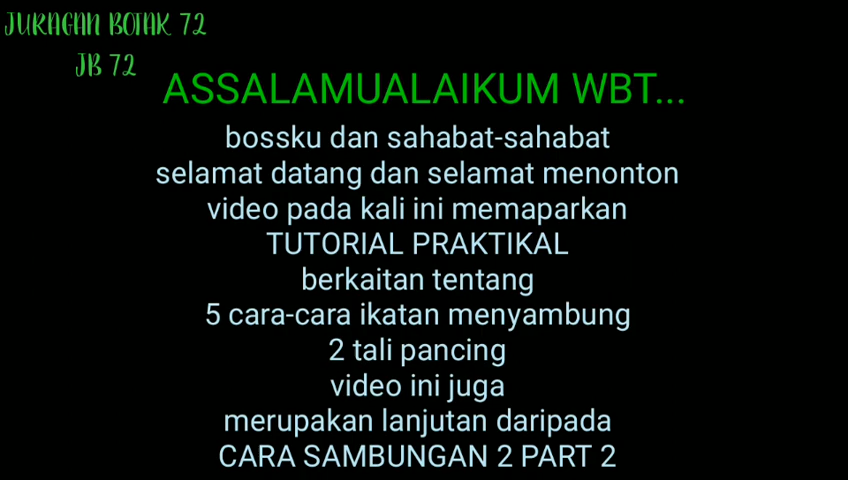 JURAGAN BOTAK 72
JB 72
ASSALAMUALAIKUM WBT...
bossku dan sahabat-sahabat
selamat datang dan selamat menonton
video pada kali ini memaparkan
TUTORIAL PRAKTIKAL
berkaitan tentang
5 cara-cara ikatan menyambung
2 tali pancing
video ini juga
merupakan lanjutan daripada
CARA SAMBUNGAN 2 PART 2